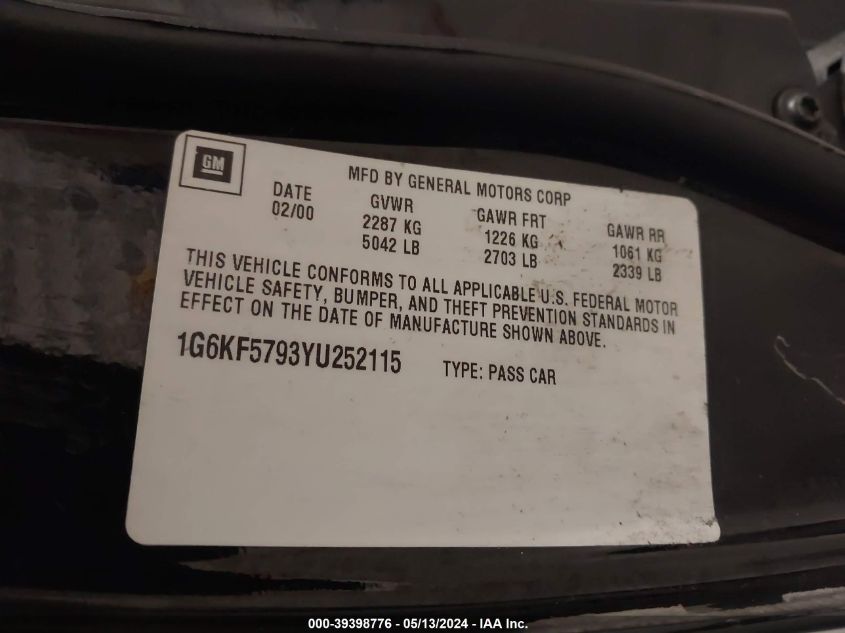 GM
MFD BY GENERAL MOTORS CORP
DATE GVWR GAWR FRT GAWR RR
02/00 2287 KG 1226 KG 1061 KG
5042 LB 2703 LB 2339 LB
THIS VEHICLE CONFORMS TO ALL APPLICABLE U.S. FEDERAL MOTOR
VEHICLE SAFETY, BUMPER, AND THEFT PREVENTION STANDARDS IN
EFFECT ON THE DATE OF MANUFACTURE SHOWN ABOVE.
1G6KF5793YU252115 TYPE: PASS CAR
000-39398776 - 05/13/2024 - IAA Inc.